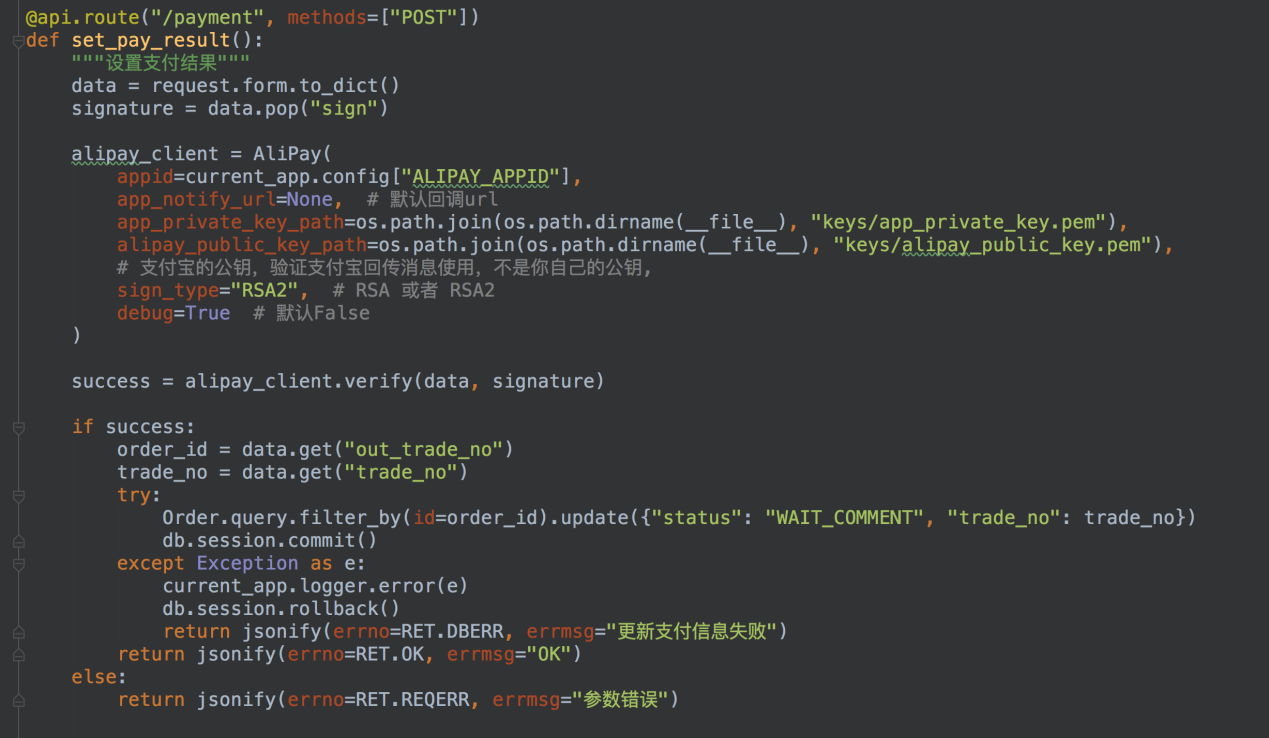 @api.route("/payment", methods=["POST"])
def set_pay_result():
    """设置支付结果"""
    data = request.form.to_dict()
    signature = data.pop("sign")

    alipay_client = AliPay(
        appid=current_app.config["ALIPAY_APPID"],
        app_notify_url=None,  # 默认回调url
        app_private_key_path=os.path.join(os.path.dirname(__file__), "keys/app_private_key.pem"),
        alipay_public_key_path=os.path.join(os.path.dirname(__file__), "keys/alipay_public_key.pem"),
        # 支付宝的公钥，验证支付宝回传消息使用，不是你自己的公钥,
        sign_type="RSA2",  # RSA 或者 RSA2
        debug=True  # 默认False
    )

    success = alipay_client.verify(data, signature)

    if success:
        order_id = data.get("out_trade_no")
        trade_no = data.get("trade_no")
        try:
            Order.query.filter_by(id=order_id).update({"status": "WAIT_COMMENT", "trade_no": trade_no})
            db.session.commit()
        except Exception as e:
            current_app.logger.error(e)
            db.session.rollback()
            return jsonify(errno=RET.DBERR, errmsg="更新支付信息失败")
        return jsonify(errno=RET.OK, errmsg="OK")
    else:
        return jsonify(errno=RET.REQERR, errmsg="参数错误")